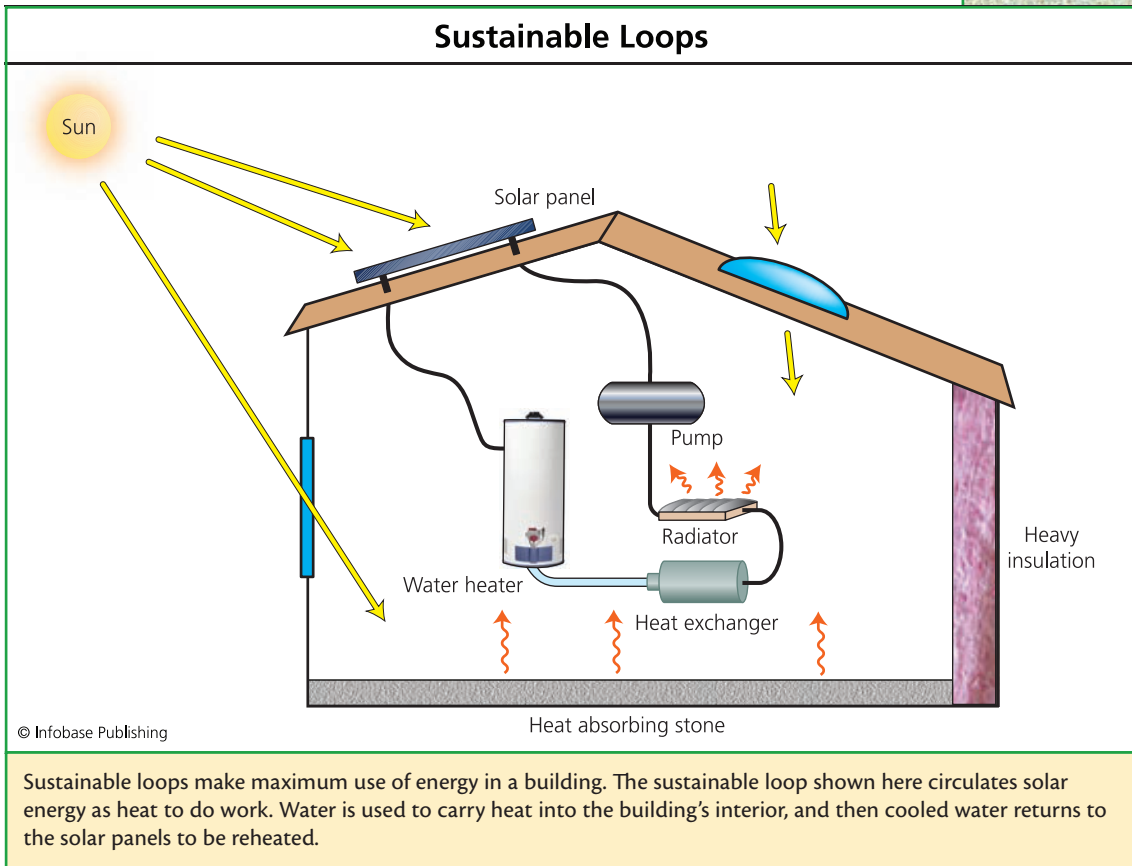 Sustainable Loops
Sun
Solar panel
Pump
Radiator
Water heater
Heat exchanger
Heavy
insulation
Heat absorbing stone
© Infobase Publishing
Sustainable loops make maximum use of energy in a building. The sustainable loop shown here circulates solar
energy as heat to do work. Water is used to carry heat into the building’s interior, and then cooled water returns to
the solar panels to be reheated.